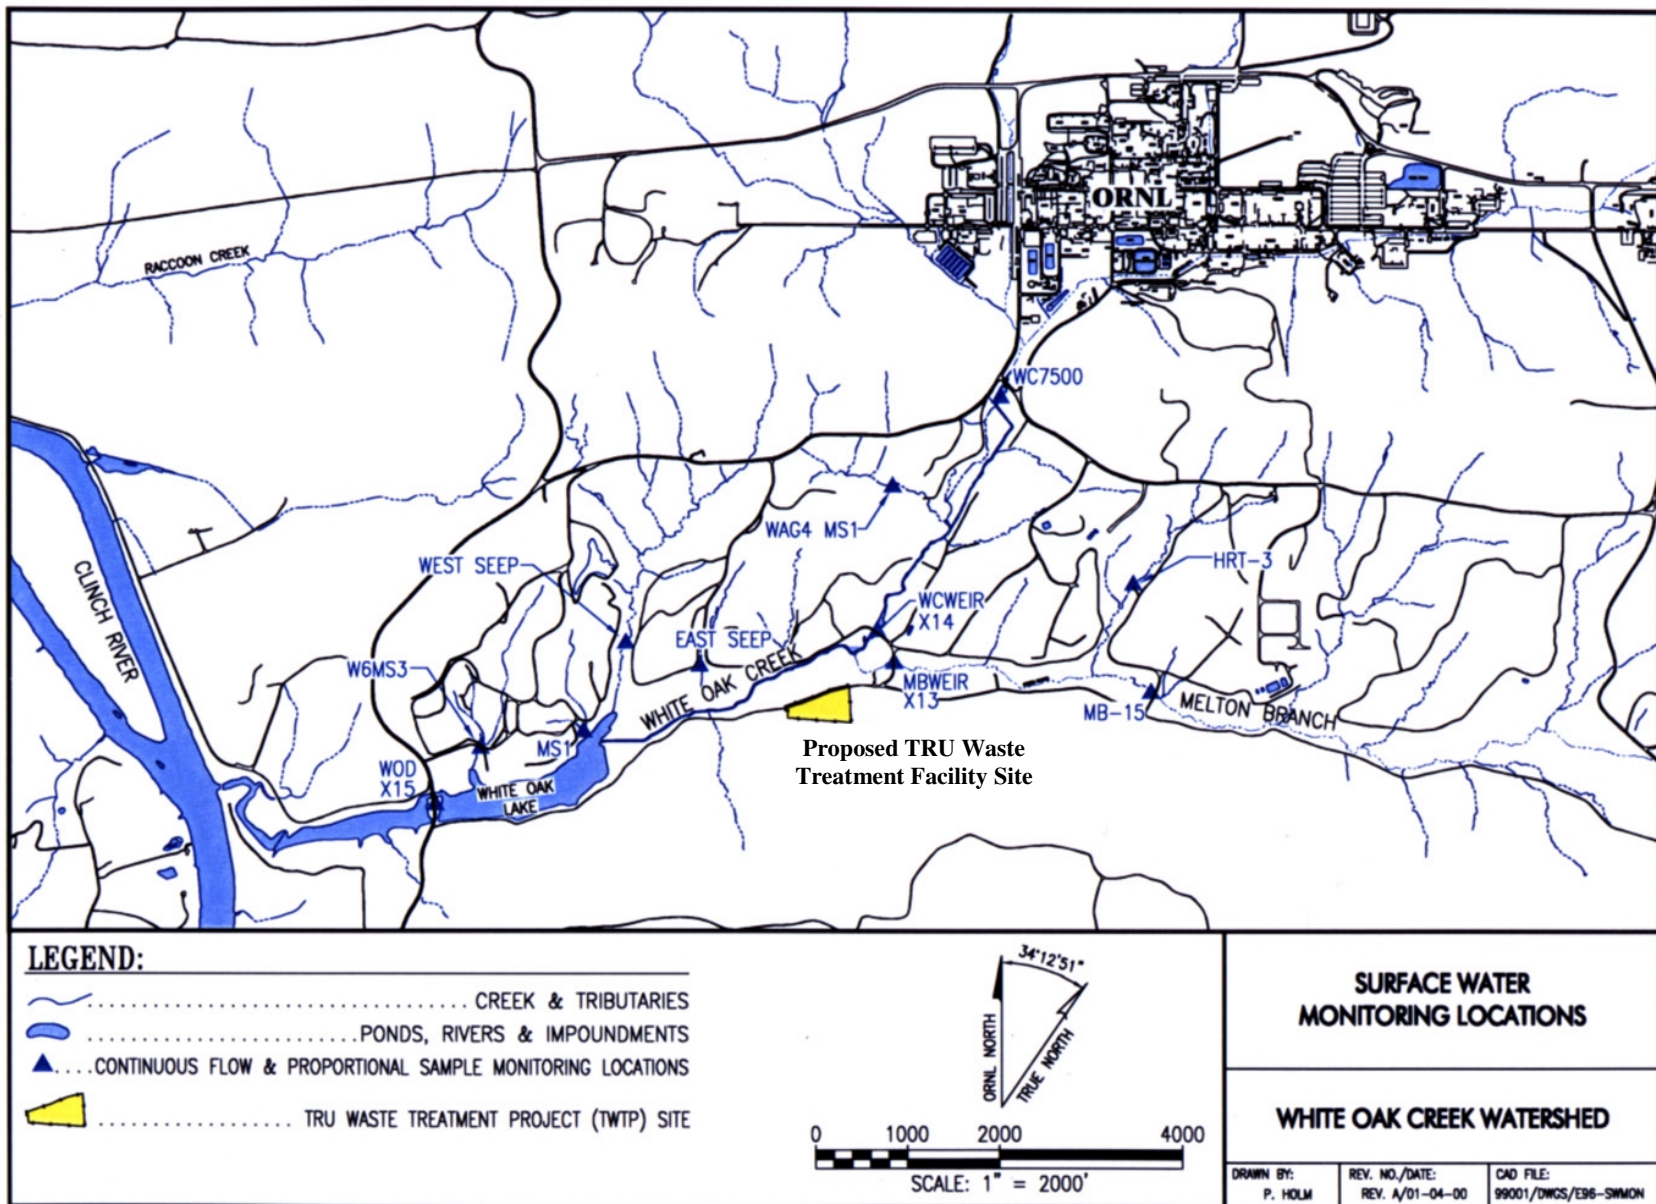 ORNL
RACCOON CREEK
WC7500
WAG4 MS1
WEST SEEP
HRT-3
CLINCH RIVER
WCWEIR
X14
EAST SEEP
W6MS3
WHITE OAK CREEK
MBWEIR
X13
MB-15
MELTON BRANCH
MS1
Proposed TRU Waste
Treatment Facility Site
WOD
X15
WHITE OAK
LAKE
LEGEND:
CREEK & TRIBUTARIES
PONDS, RIVERS & IMPOUNDMENTS
CONTINUOUS FLOW & PROPORTIONAL SAMPLE MONITORING LOCATIONS
TRU WASTE TREATMENT PROJECT (TWTP) SITE
34°12'51"
ORNL NORTH
TRUE NORTH
0 1000 2000 4000
SCALE: 1" = 2000'
SURFACE WATER
MONITORING LOCATIONS
WHITE OAK CREEK WATERSHED
DRAWN BY:
P. HOLM
REV. NO./DATE:
REV. A/01-04-00
CAD FILE:
99001/DWGS/E96-SWMON